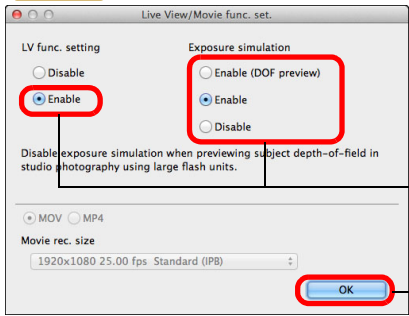 Live View/Movie func. set.
LV func. setting
Exposure simulation
Disable
Enable (DOF preview)
Enable
Enable
Disable
Disable exposure simulation when previewing subject depth-of-field in
studio photography using large flash units.
MOV MP4
Movie rec. size
1920x1080 25.00 fps Standard (IPB)
OK